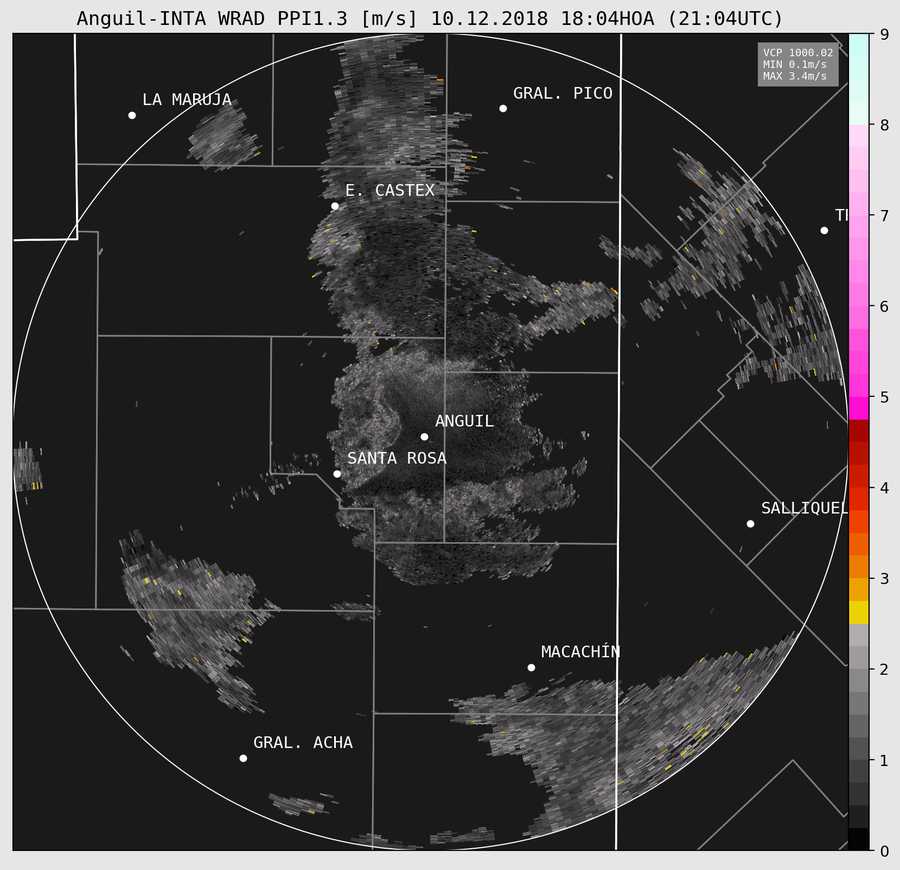 Anguil-INTA WRAD PPI1.3 [m/s] 10.12.2018 18:04HOA (21:04UTC)
VCP 1000.02
MIN 0.1m/s
MAX 3.4m/s
LA MARUJA
GRAL. PICO
E. CASTEX
ANGUIL
SANTA ROSA
SALLIQUEL
MACACHÍN
GRAL. ACHA
9
8
7
6
5
4
3
2
1
0